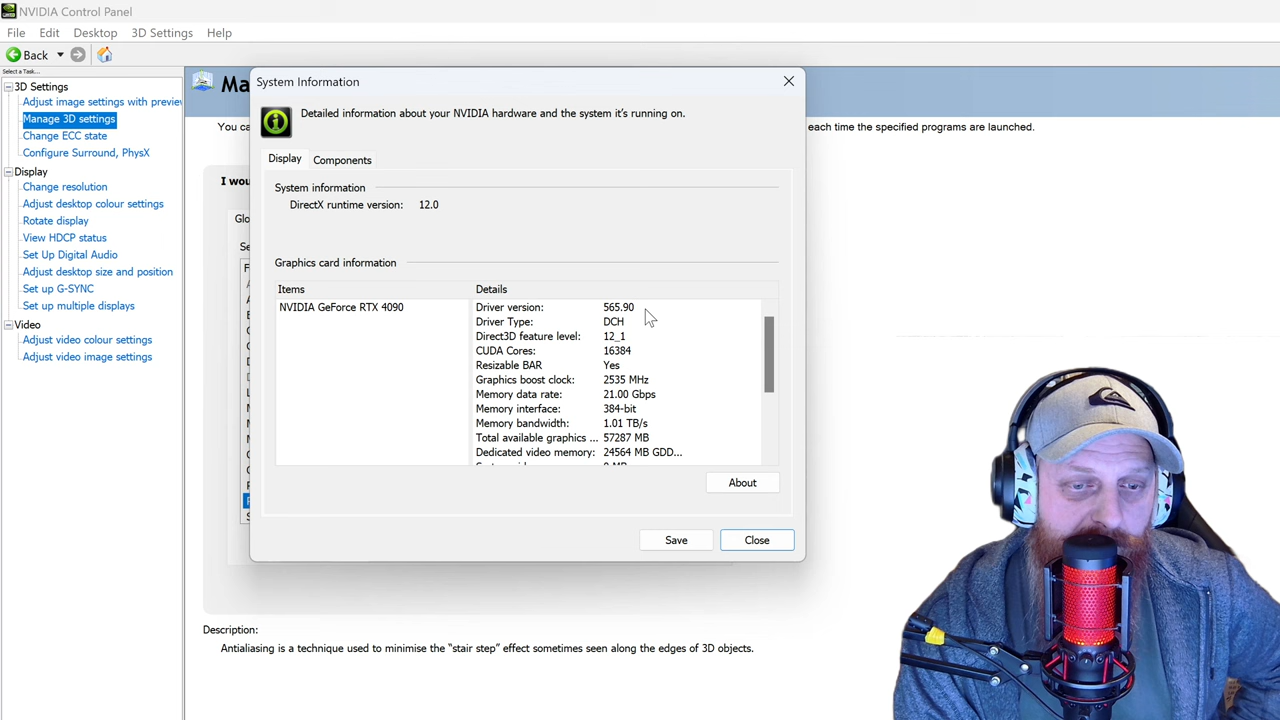 NVIDIA Control Panel
File Edit Desktop 3D Settings Help
Back
Select a Task...
3D Settings
Adjust image settings with preview
Manage 3D settings
Change ECC state
Configure Surround, PhysX
Display
Change resolution
Adjust desktop colour settings
Rotate display
View HDCP status
Set Up Digital Audio
Adjust desktop size and position
Set up G-SYNC
Set up multiple displays
Video
Adjust video colour settings
Adjust video image settings
Ma
You ca
each time the specified programs are launched.
I wou
Glo
Se
System Information
Detailed information about your NVIDIA hardware and the system it's running on.
Display Components
System information
DirectX runtime version: 12.0
Graphics card information
Items Details
NVIDIA GeForce RTX 4090 Driver version: 565.90
Driver Type: DCH
Direct3D feature level: 12_1
CUDA Cores: 16384
Resizable BAR Yes
Graphics boost clock: 2535 MHz
Memory data rate: 21.00 Gbps
Memory interface: 384-bit
Memory bandwidth: 1.01 TB/s
Total available graphics ... 57287 MB
Dedicated video memory: 24564 MB GDD...
About
Save Close
Description:
Antialiasing is a technique used to minimise the “stair step” effect sometimes seen along the edges of 3D objects.